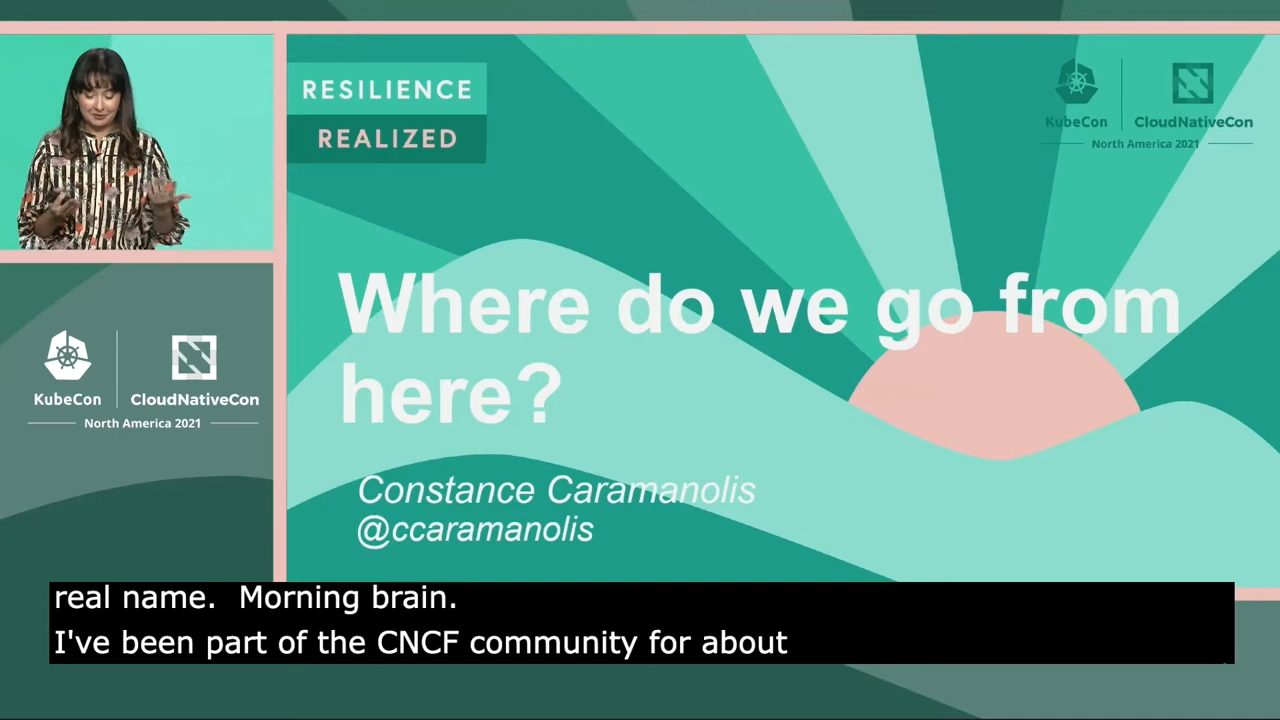 RESILIENCE
REALIZED
KubeCon
CloudNativeCon
North America 2021
Where do we go from
here?
Constance Caramanolis
@ccaramanolis
KubeCon
CloudNativeCon
North America 2021
real name.  Morning brain.
I've been part of the CNCF community for about